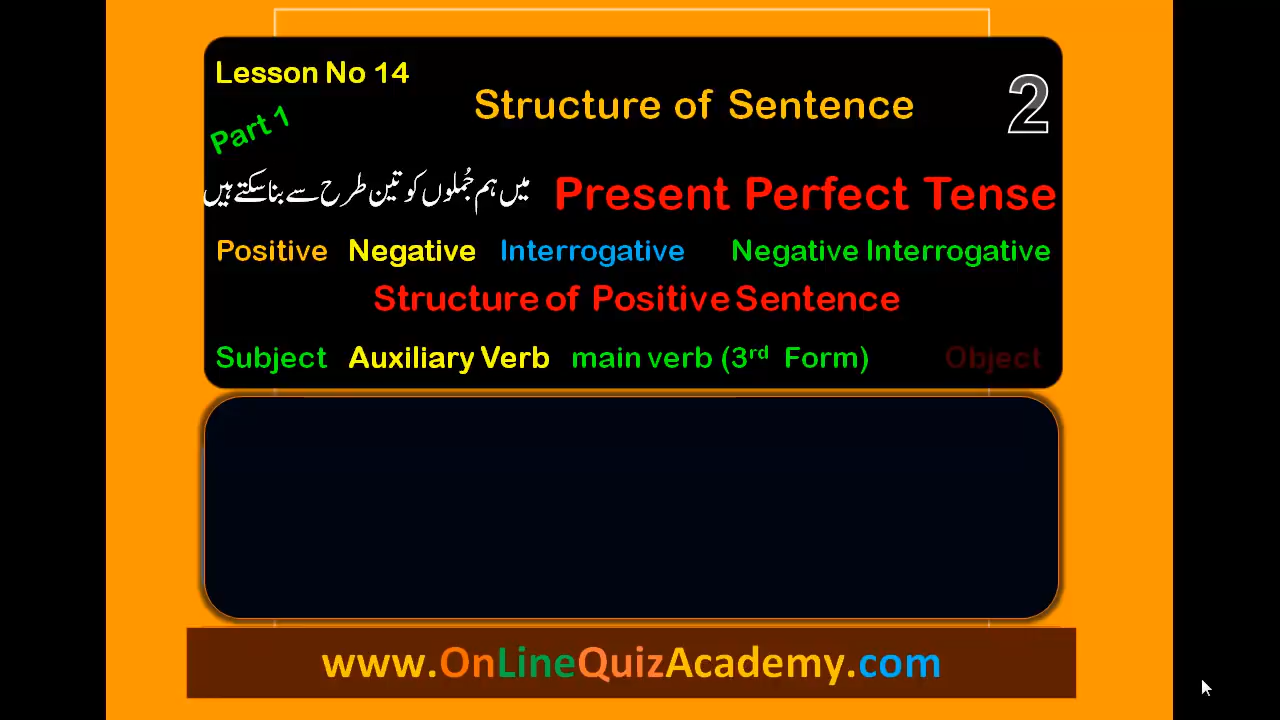 Lesson No 14
Structure of Sentence
2
Part 1
Present Perfect Tense میں ہم جُملوں کو تین طرح سے بنا سکتے ہیں
Positive Negative Interrogative Negative Interrogative
Structure of Positive Sentence
Subject Auxiliary Verb main verb (3rd Form) Object
www.OnLineQuizAcademy.com